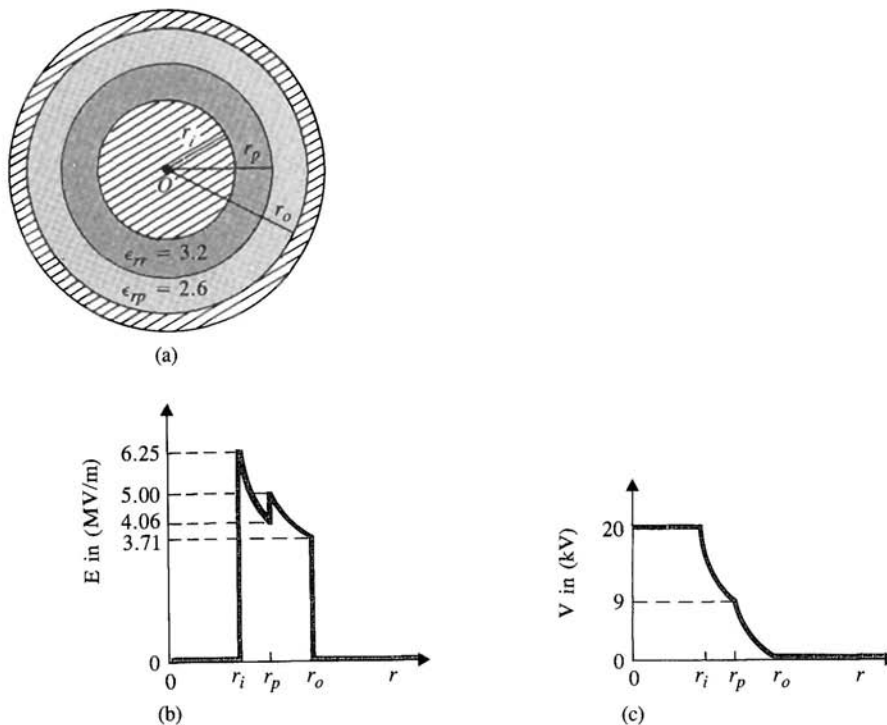 r_i
r_p
O
r_o
ϵ_rr = 3.2
ϵ_rp = 2.6
(a)
E in (MV/m)
6.25
5.00
4.06
3.71
0
0
r_i
r_p
r_o
r
(b)
V in (kV)
20
9
0
0
r_i
r_p
r_o
r
(c)